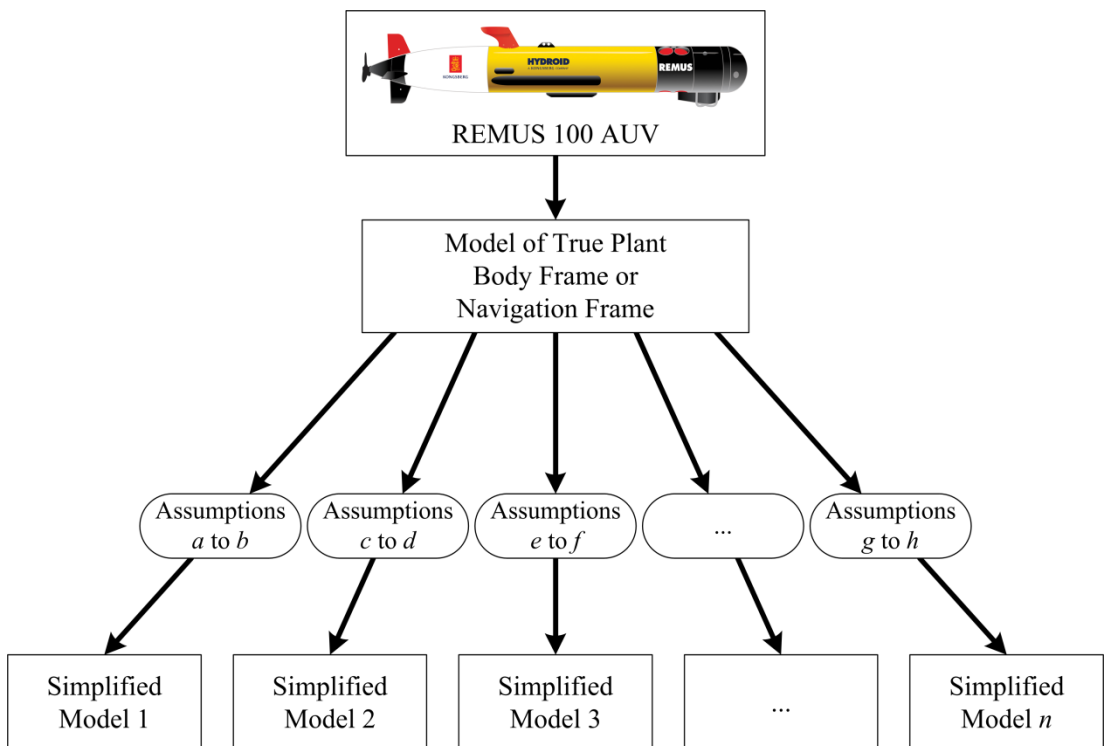 KONGSBERG
HYDROID
REMUS
REMUS 100 AUV
Model of True Plant
Body Frame or
Navigation Frame
Assumptions
a to b
Assumptions
c to d
Assumptions
e to f
...
Assumptions
g to h
Simplified
Model 1
Simplified
Model 2
Simplified
Model 3
...
Simplified
Model n